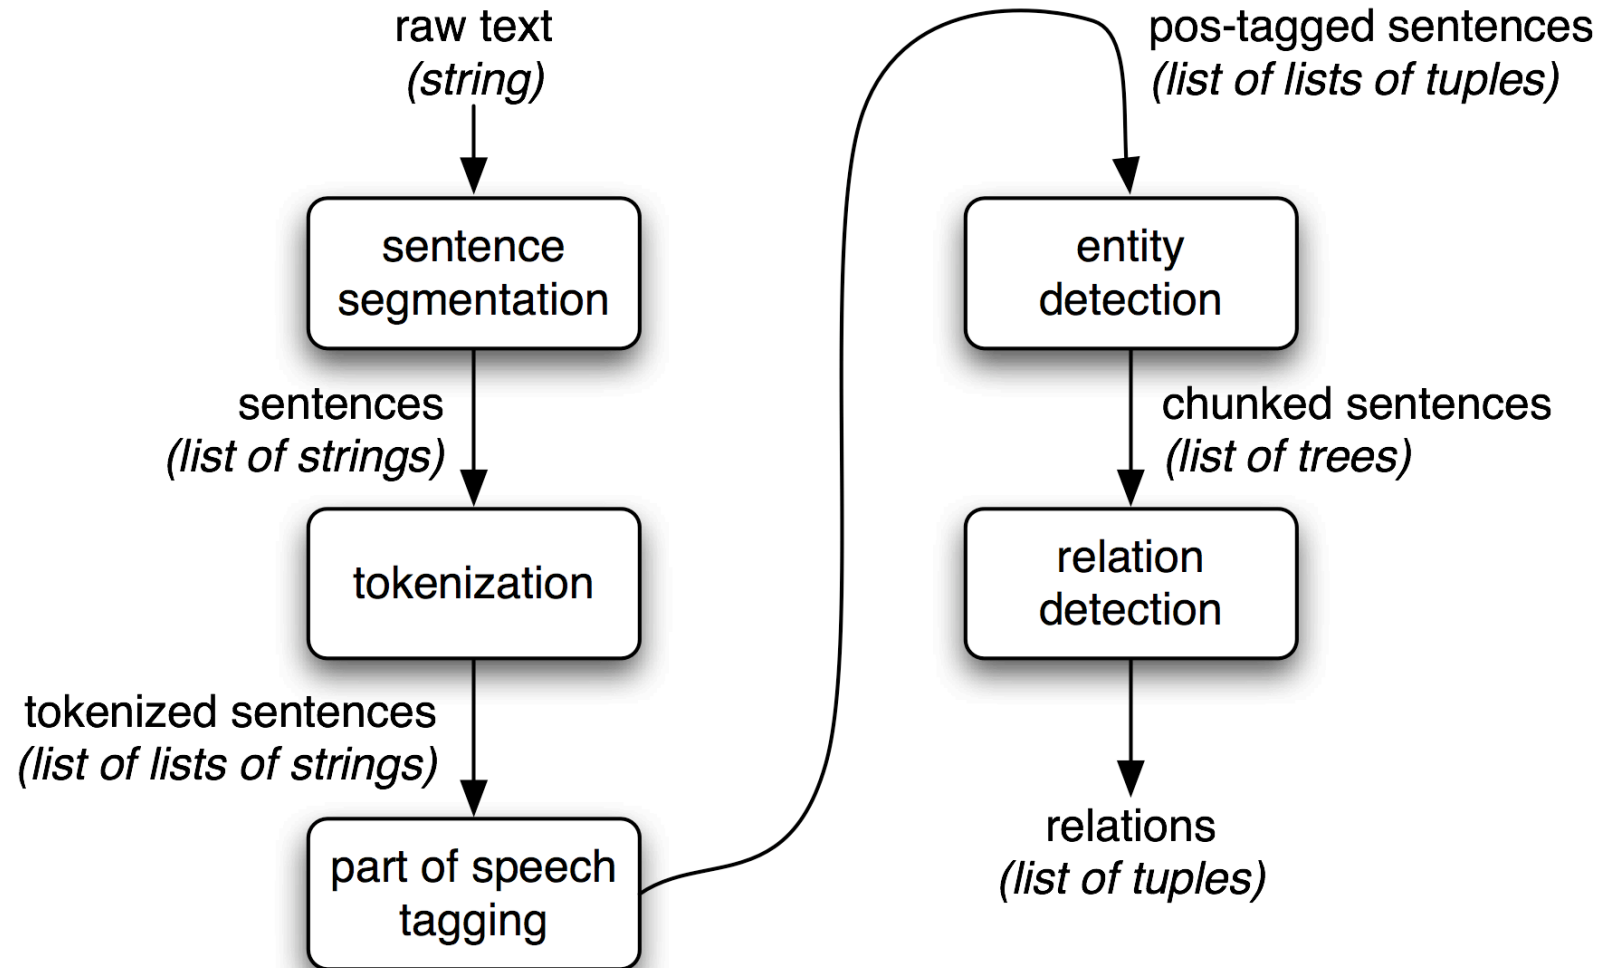 raw text
(string)
sentence
segmentation
sentences
(list of strings)
tokenization
tokenized sentences
(list of lists of strings)
part of speech
tagging
pos-tagged sentences
(list of lists of tuples)
entity
detection
chunked sentences
(list of trees)
relation
detection
relations
(list of tuples)